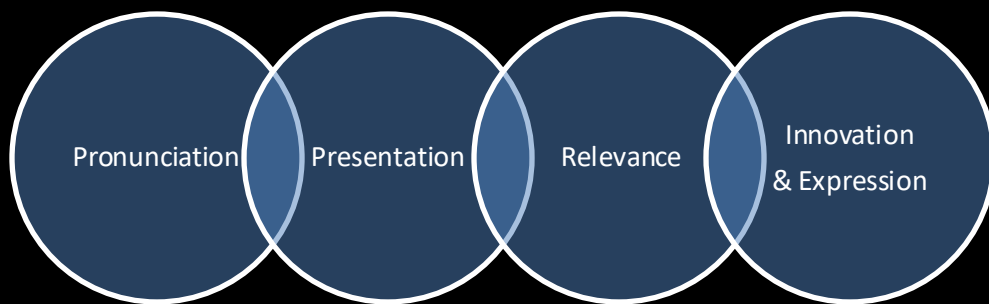 Pronunciation
Presentation
Relevance
Innovation
& Expression